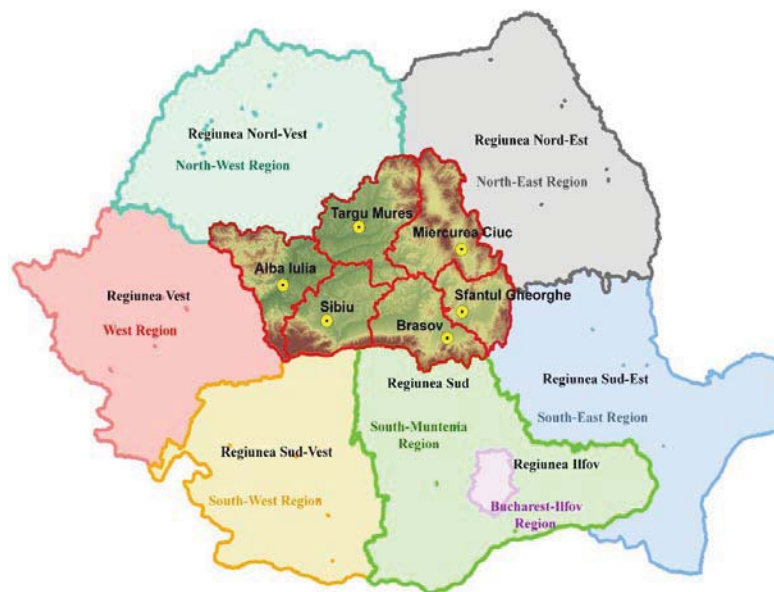 Regiunea Nord-Vest
North-West Region
Regiunea Nord-Est
North-East Region
Targu Mures
Miercurea Ciuc
Alba Iulia
Sfantul Gheorghe
Sibiu
Brasov
Regiunea Vest
West Region
Regiunea Sud
South-Muntenia
Region
Regiunea Sud-Est
South-East Region
Regiunea Sud-Vest
South-West Region
Regiunea Ilfov
Bucharest-Ilfov
Region